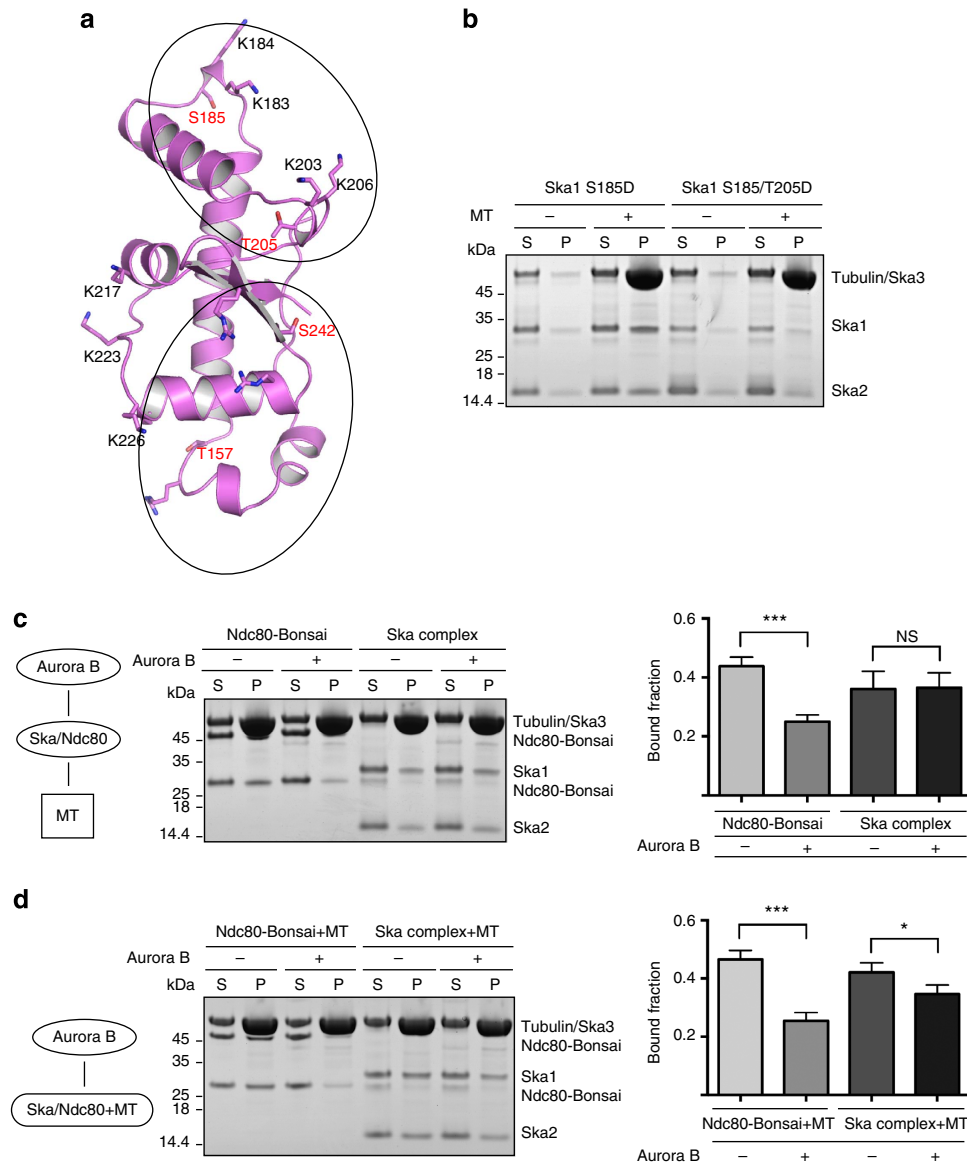 a
K184
K183
S185
K203
K206
T205
K217
S242
K223
K226
T157
b
Ska1 S185D Ska1 S185/T205D
MT – + – +
kDa S P S P S P S P
Tubulin/Ska3
45
35
Ska1
25
18
Ska2
14.4
c
Aurora B
Ska/Ndc80
MT
Ndc80-Bonsai Ska complex
Aurora B – + – +
kDa S P S P S P S P
Tubulin/Ska3
45
Ndc80-Bonsai
35
Ska1
Ndc80-Bonsai
25
18
Ska2
14.4
0.6
***
NS
0.4
Bound fraction
0.2
Ndc80-Bonsai Ska complex
Aurora B – + – +
d
Aurora B
Ska/Ndc80+MT
Ndc80-Bonsai+MT Ska complex+MT
Aurora B – + – +
kDa S P S P S P S P
Tubulin/Ska3
45
Ndc80-Bonsai
35
Ska1
Ndc80-Bonsai
25
18
Ska2
14.4
0.6
***
*
0.4
Bound fraction
0.2
Ndc80-Bonsai+MT Ska complex+MT
Aurora B – + – +